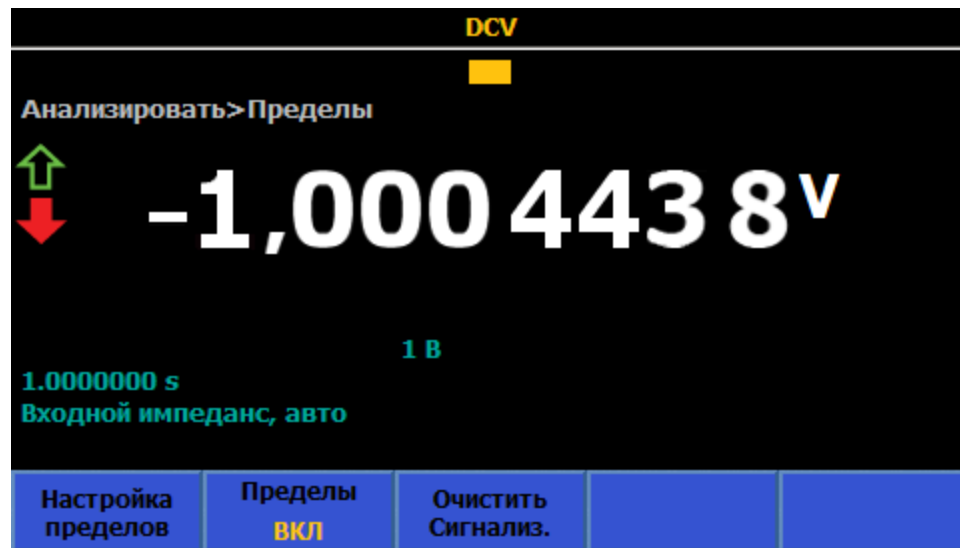 DCV
Анализировать>Пределы
-1,000 443 8 V
1 В
1.0000000 s
Входной импеданс, авто
Настройка пределов
Пределы ВКЛ
Очистить Сигнализ.